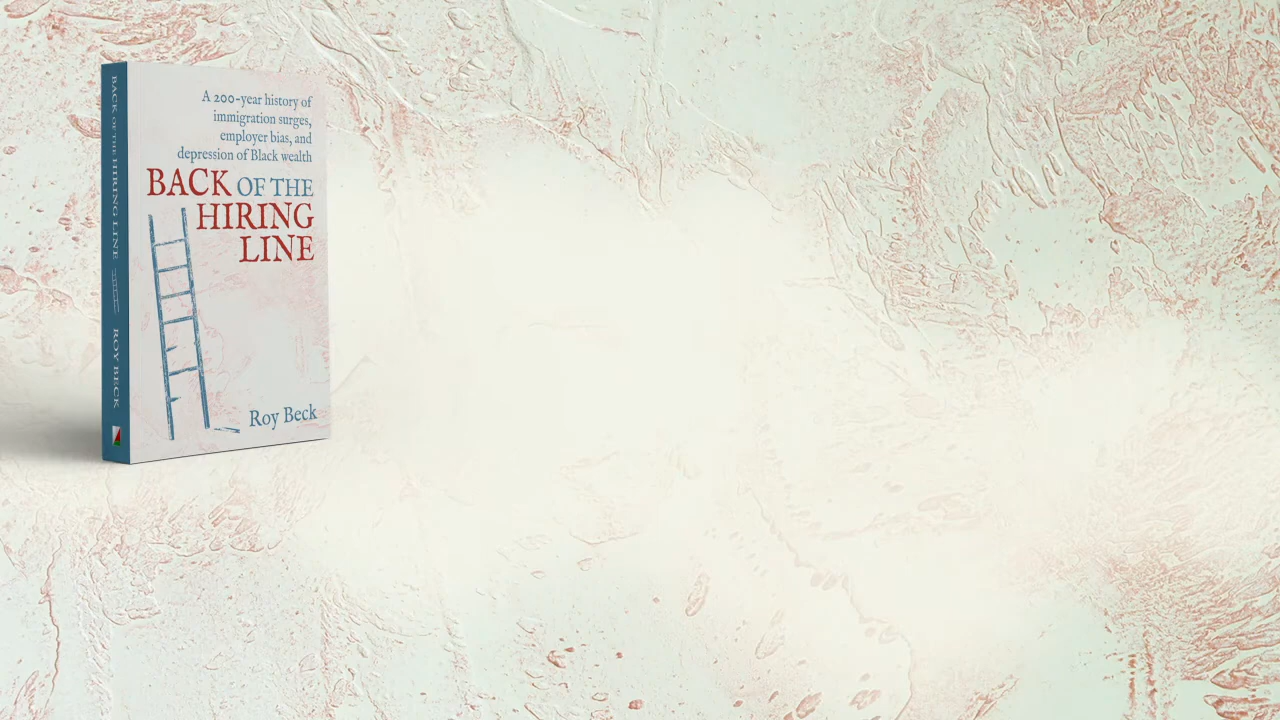 A 200-year history of
immigration surges,
employer bias, and
depression of Black wealth
BACK OF THE
HIRING
LINE
Roy Beck
BACK OF THE HIRING LINE ROY BECK